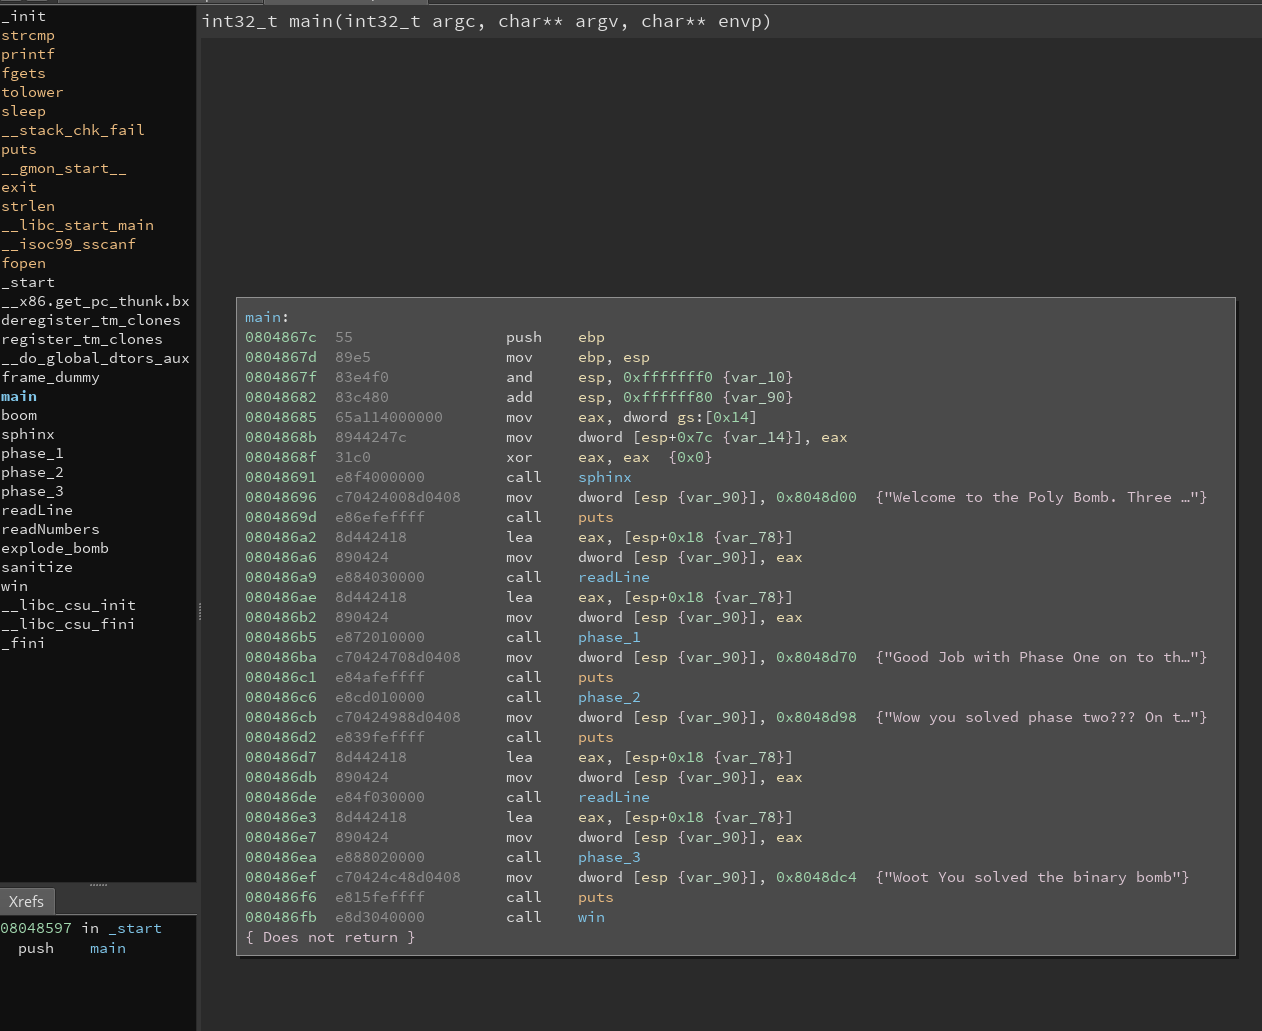 int32_t main(int32_t argc, char** argv, char** envp)
_init
strcmp
printf
fgets
tolower
sleep
__stack_chk_fail
puts
__gmon_start__
exit
strlen
__libc_start_main
__isoc99_sscanf
fopen
_start
__x86.get_pc_thunk.bx
deregister_tm_clones
register_tm_clones
__do_global_dtors_aux
frame_dummy
main
boom
sphinx
phase_1
phase_2
phase_3
readLine
readNumbers
explode_bomb
sanitize
win
__libc_csu_init
__libc_csu_fini
_fini
Xrefs
08048597 in _start
push main
main:
0804867c 55 push ebp
0804867d 89e5 mov ebp, esp
0804867f 83e4f0 and esp, 0xfffffff0 {var_10}
08048682 83c480 add esp, 0xffffff80 {var_90}
08048685 65a114000000 mov eax, dword gs:[0x14]
0804868b 8944247c mov dword [esp+0x7c {var_14}], eax
0804868f 31c0 xor eax, eax {0x0}
08048691 e8f4000000 call sphinx
08048696 c70424008d0408 mov dword [esp {var_90}], 0x8048d00 {"Welcome to the Poly Bomb. Three …"}
0804869d e86efeffff call puts
080486a2 8d442418 lea eax, [esp+0x18 {var_78}]
080486a6 890424 mov dword [esp {var_90}], eax
080486a9 e884030000 call readLine
080486ae 8d442418 lea eax, [esp+0x18 {var_78}]
080486b2 890424 mov dword [esp {var_90}], eax
080486b5 e872010000 call phase_1
080486ba c70424708d0408 mov dword [esp {var_90}], 0x8048d70 {"Good Job with Phase One on to th…"}
080486c1 e84afeffff call puts
080486c6 e8cd010000 call phase_2
080486cb c70424988d0408 mov dword [esp {var_90}], 0x8048d98 {"Wow you solved phase two??? On t…"}
080486d2 e839feffff call puts
080486d7 8d442418 lea eax, [esp+0x18 {var_78}]
080486db 890424 mov dword [esp {var_90}], eax
080486de e84f030000 call readLine
080486e3 8d442418 lea eax, [esp+0x18 {var_78}]
080486e7 890424 mov dword [esp {var_90}], eax
080486ea e888020000 call phase_3
080486ef c70424c48d0408 mov dword [esp {var_90}], 0x8048dc4 {"Woot You solved the binary bomb"}
080486f6 e815feffff call puts
080486fb e8d3040000 call win
{ Does not return }